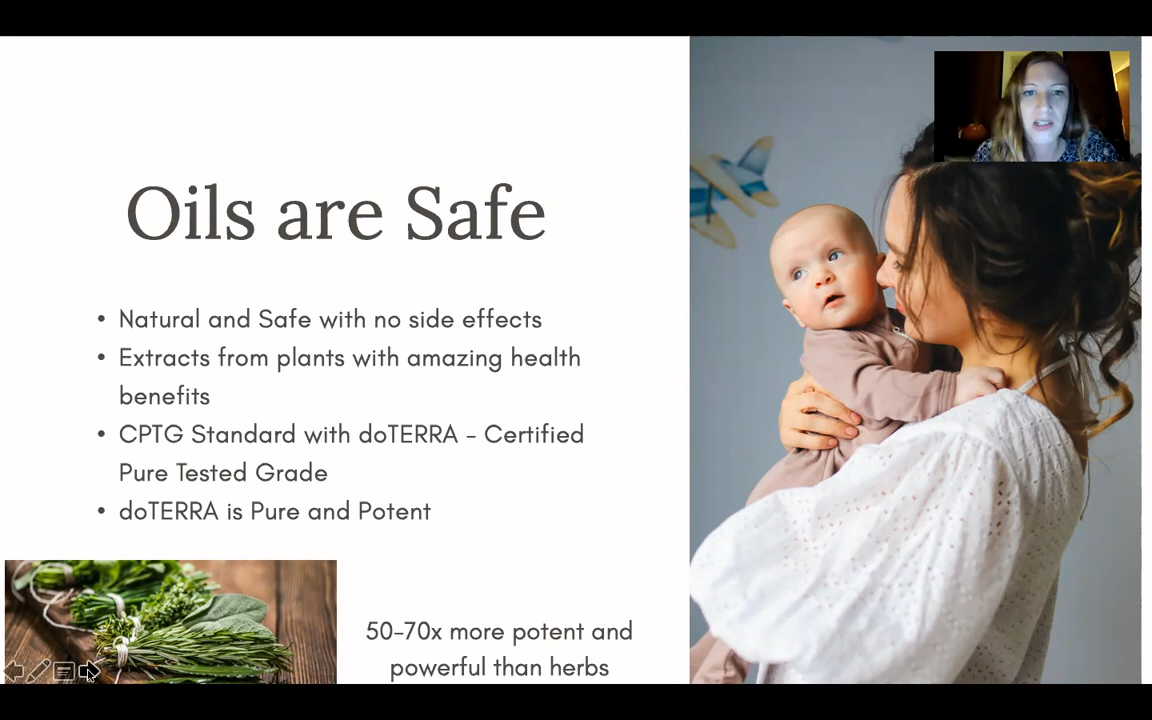 Oils are Safe
• Natural and Safe with no side effects
• Extracts from plants with amazing health
benefits
• CPTG Standard with doTERRA - Certified
Pure Tested Grade
• doTERRA is Pure and Potent
50-70x more potent and
powerful than herbs